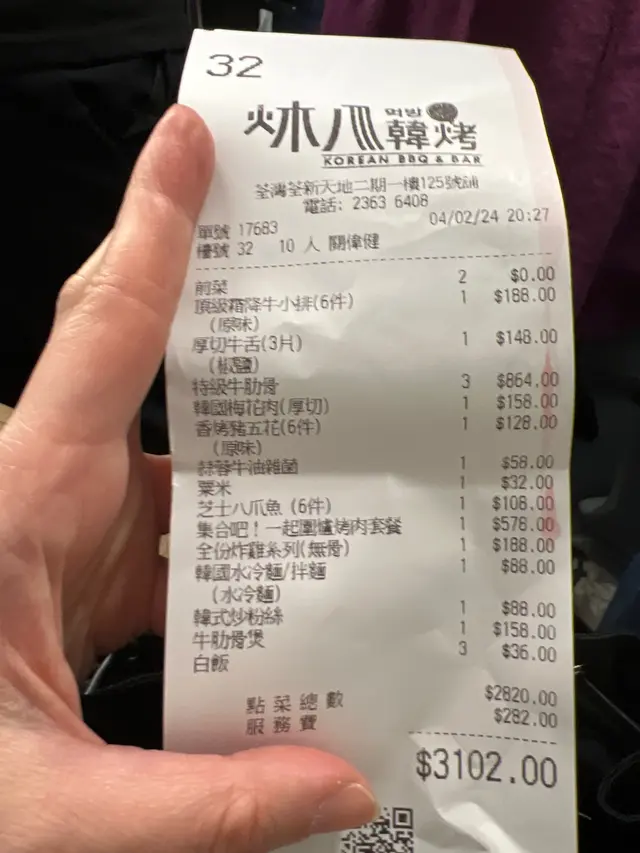 32
炑八爪 먹방
韓烤
KOREAN BBQ & BAR
荃灣荃新天地二期一樓125號舖
電話: 2363 6408
單號 17683 04/02/24 20:27
檯號 32 10 人 關偉健
前菜 2 $0.00
頂級霜降牛小排(6件) 1 $188.00
(原味)
厚切牛舌(3片) 1 $148.00
(椒鹽)
特級牛肋骨 3 $864.00
韓國梅花肉(厚切) 1 $158.00
香烤豬五花(6件) 1 $128.00
(原味)
蒜蓉牛油雜菌 1 $58.00
粟米 1 $32.00
芝士八爪魚 (6件) 1 $108.00
集合吧！一起圍爐烤肉套餐 1 $578.00
全份炸雞系列(無骨) 1 $188.00
韓國水冷麵/拌麵 1 $88.00
(水冷麵)
韓式炒粉絲 1 $88.00
牛肋骨煲 1 $158.00
白飯 3 $36.00
點菜總數 $2820.00
服務費 $282.00
$3102.00